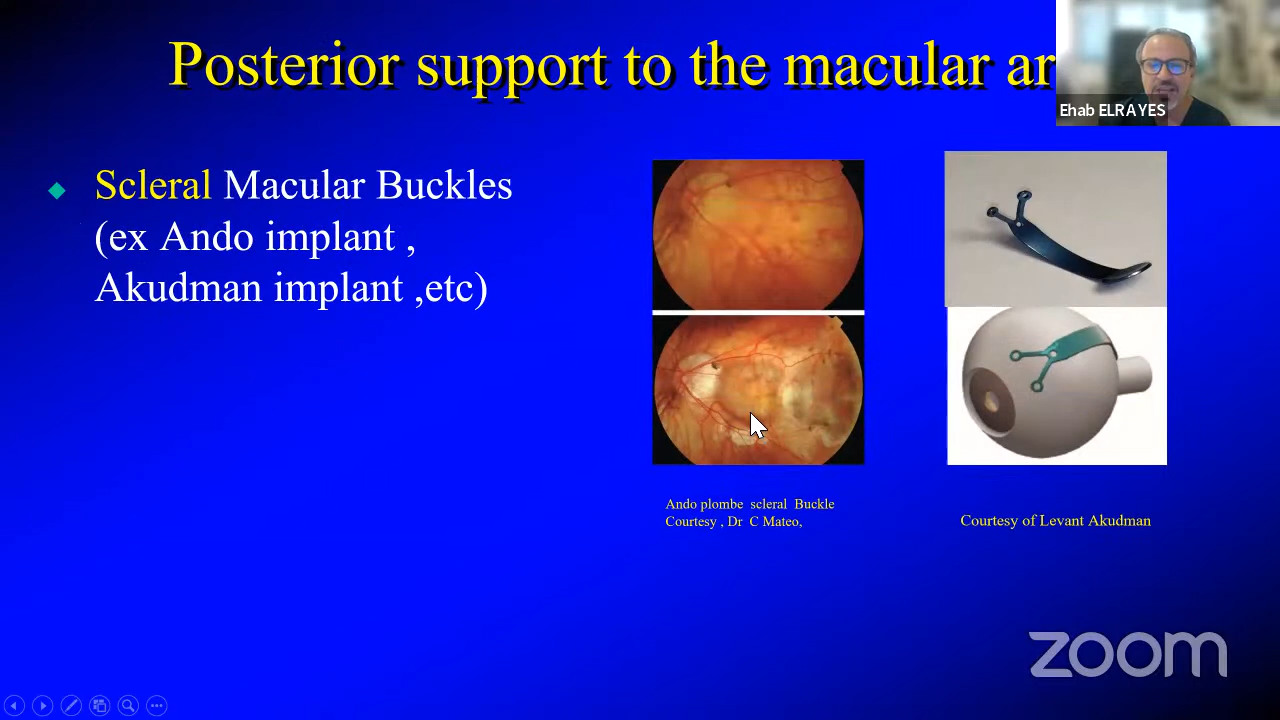 Posterior support to the macular ar
Ehab ELRAYES
Scleral Macular Buckles
(ex Ando implant ,
Akudman implant ,etc)
Ando plombe scleral Buckle
Courtesy , Dr C Mateo,
Courtesy of Levant Akudman
zoom